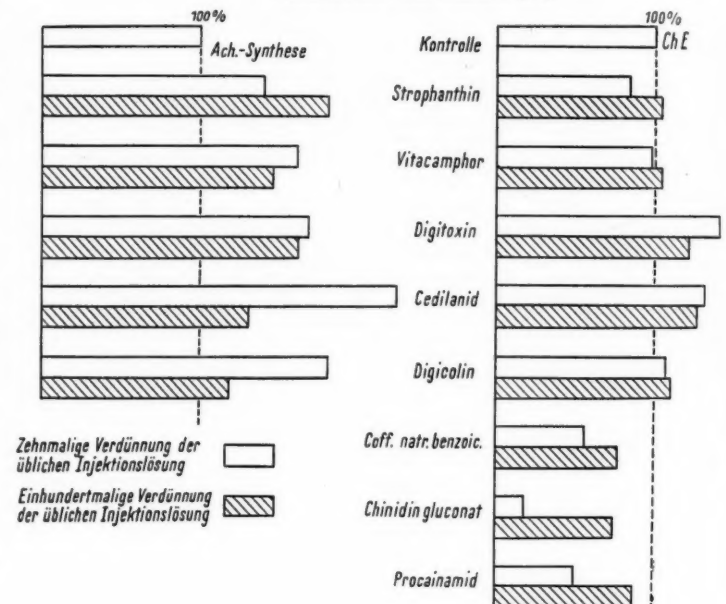 100%
Ach.-Synthese
100%
ChE
Kontrolle
Strophanthin
Vitacamphor
Digitoxin
Cedilanid
Digicolin
Coff. natr. benzoic.
Chinidin gluconat
Procainamid
Zehnmalige Verdünnung der
üblichen Injektionslösung
Einhundertmalige Verdünnung
der üblichen Injektionslösung